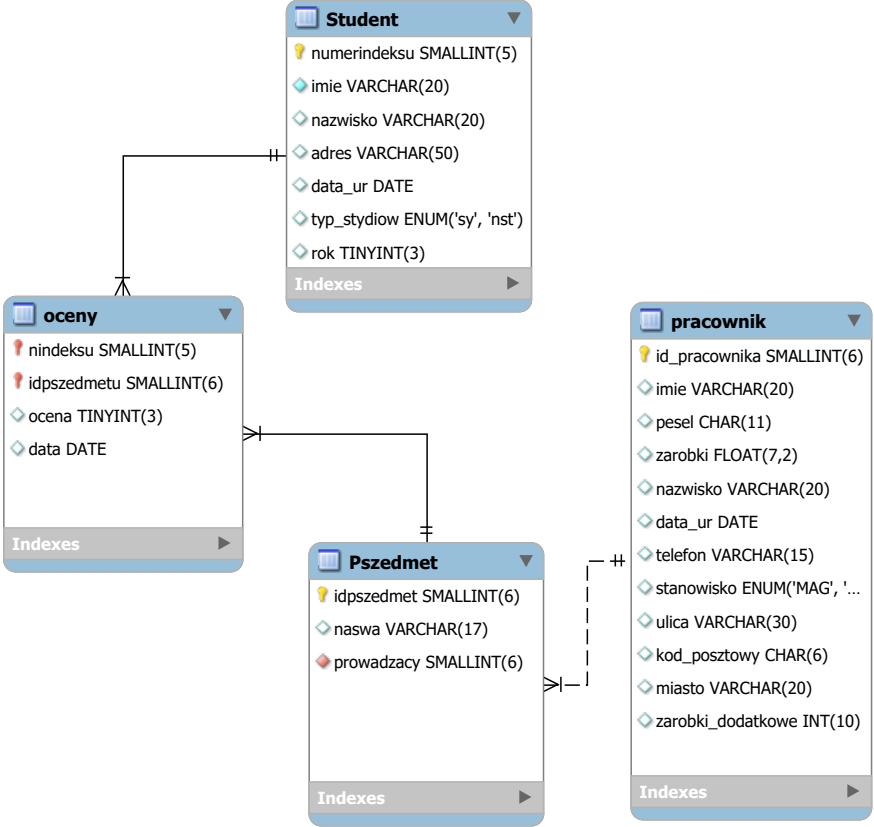 Student
numerindeksu SMALLINT(5)
imie VARCHAR(20)
nazwisko VARCHAR(20)
adres VARCHAR(50)
data_ur DATE
typ_stydiow ENUM('sy', 'nst')
rok TINYINT(3)
Indexes
oceny
nindeksu SMALLINT(5)
idpszedmetu SMALLINT(6)
ocena TINYINT(3)
data DATE
Indexes
Pszedmet
idpszedmet SMALLINT(6)
naswa VARCHAR(17)
prowadzacy SMALLINT(6)
Indexes
pracownik
id_pracownika SMALLINT(6)
imie VARCHAR(20)
pesel CHAR(11)
zarobki FLOAT(7,2)
nazwisko VARCHAR(20)
data_ur DATE
telefon VARCHAR(15)
stanowisko ENUM('MAG', '...
ulica VARCHAR(30)
kod_posztowy CHAR(6)
miasto VARCHAR(20)
zarobki_dodatkowe INT(10)
Indexes